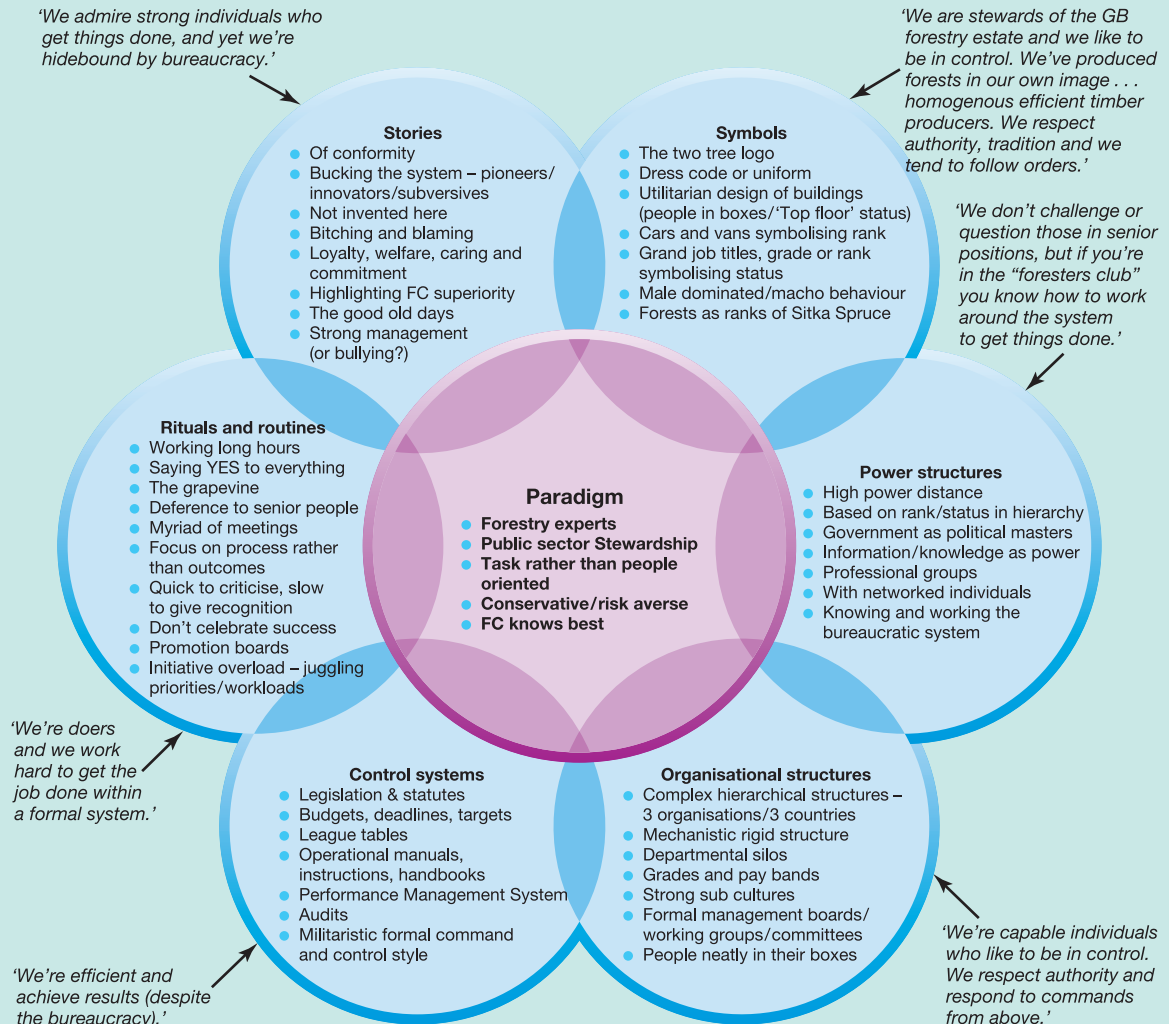 ‘We admire strong individuals who
get things done, and yet we’re
hidebound by bureaucracy.’
‘We are stewards of the GB
forestry estate and we like to
be in control. We’ve produced
forests in our own image . . .
homogenous efficient timber
producers. We respect
authority, tradition and we
tend to follow orders.’
Stories
● Of conformity
● Bucking the system – pioneers/
innovators/subversives
● Not invented here
● Bitching and blaming
● Loyalty, welfare, caring and
commitment
● Highlighting FC superiority
● The good old days
● Strong management
(or bullying?)
Symbols
● The two tree logo
● Dress code or uniform
● Utilitarian design of buildings
(people in boxes/‘Top floor’ status)
● Cars and vans symbolising rank
● Grand job titles, grade or rank
symbolising status
● Male dominated/macho behaviour
● Forests as ranks of Sitka Spruce
‘We don’t challenge or
question those in senior
positions, but if you’re
in the “foresters club”
you know how to work
around the system
to get things done.’
Rituals and routines
● Working long hours
● Saying YES to everything
● The grapevine
● Deference to senior people
● Myriad of meetings
● Focus on process rather
than outcomes
● Quick to criticise, slow
to give recognition
● Don’t celebrate success
● Promotion boards
● Initiative overload – juggling
priorities/workloads
Paradigm
● Forestry experts
● Public sector Stewardship
● Task rather than people
oriented
● Conservative/risk averse
● FC knows best
Power structures
● High power distance
● Based on rank/status in hierarchy
● Government as political masters
● Information/knowledge as power
● Professional groups
● With networked individuals
● Knowing and working the
bureaucratic system
‘We’re doers
and we work
hard to get the
job done within
a formal system.’
Control systems
● Legislation & statutes
● Budgets, deadlines, targets
● League tables
● Operational manuals,
instructions, handbooks
● Performance Management System
● Audits
● Militaristic formal command
and control style
Organisational structures
● Complex hierarchical structures –
3 organisations/3 countries
● Mechanistic rigid structure
● Departmental silos
● Grades and pay bands
● Strong sub cultures
● Formal management boards/
working groups/committees
● People neatly in their boxes
‘We’re efficient and
achieve results (despite
the bureaucracy).’
‘We’re capable individuals
who like to be in control.
We respect authority and
respond to commands
from above.’